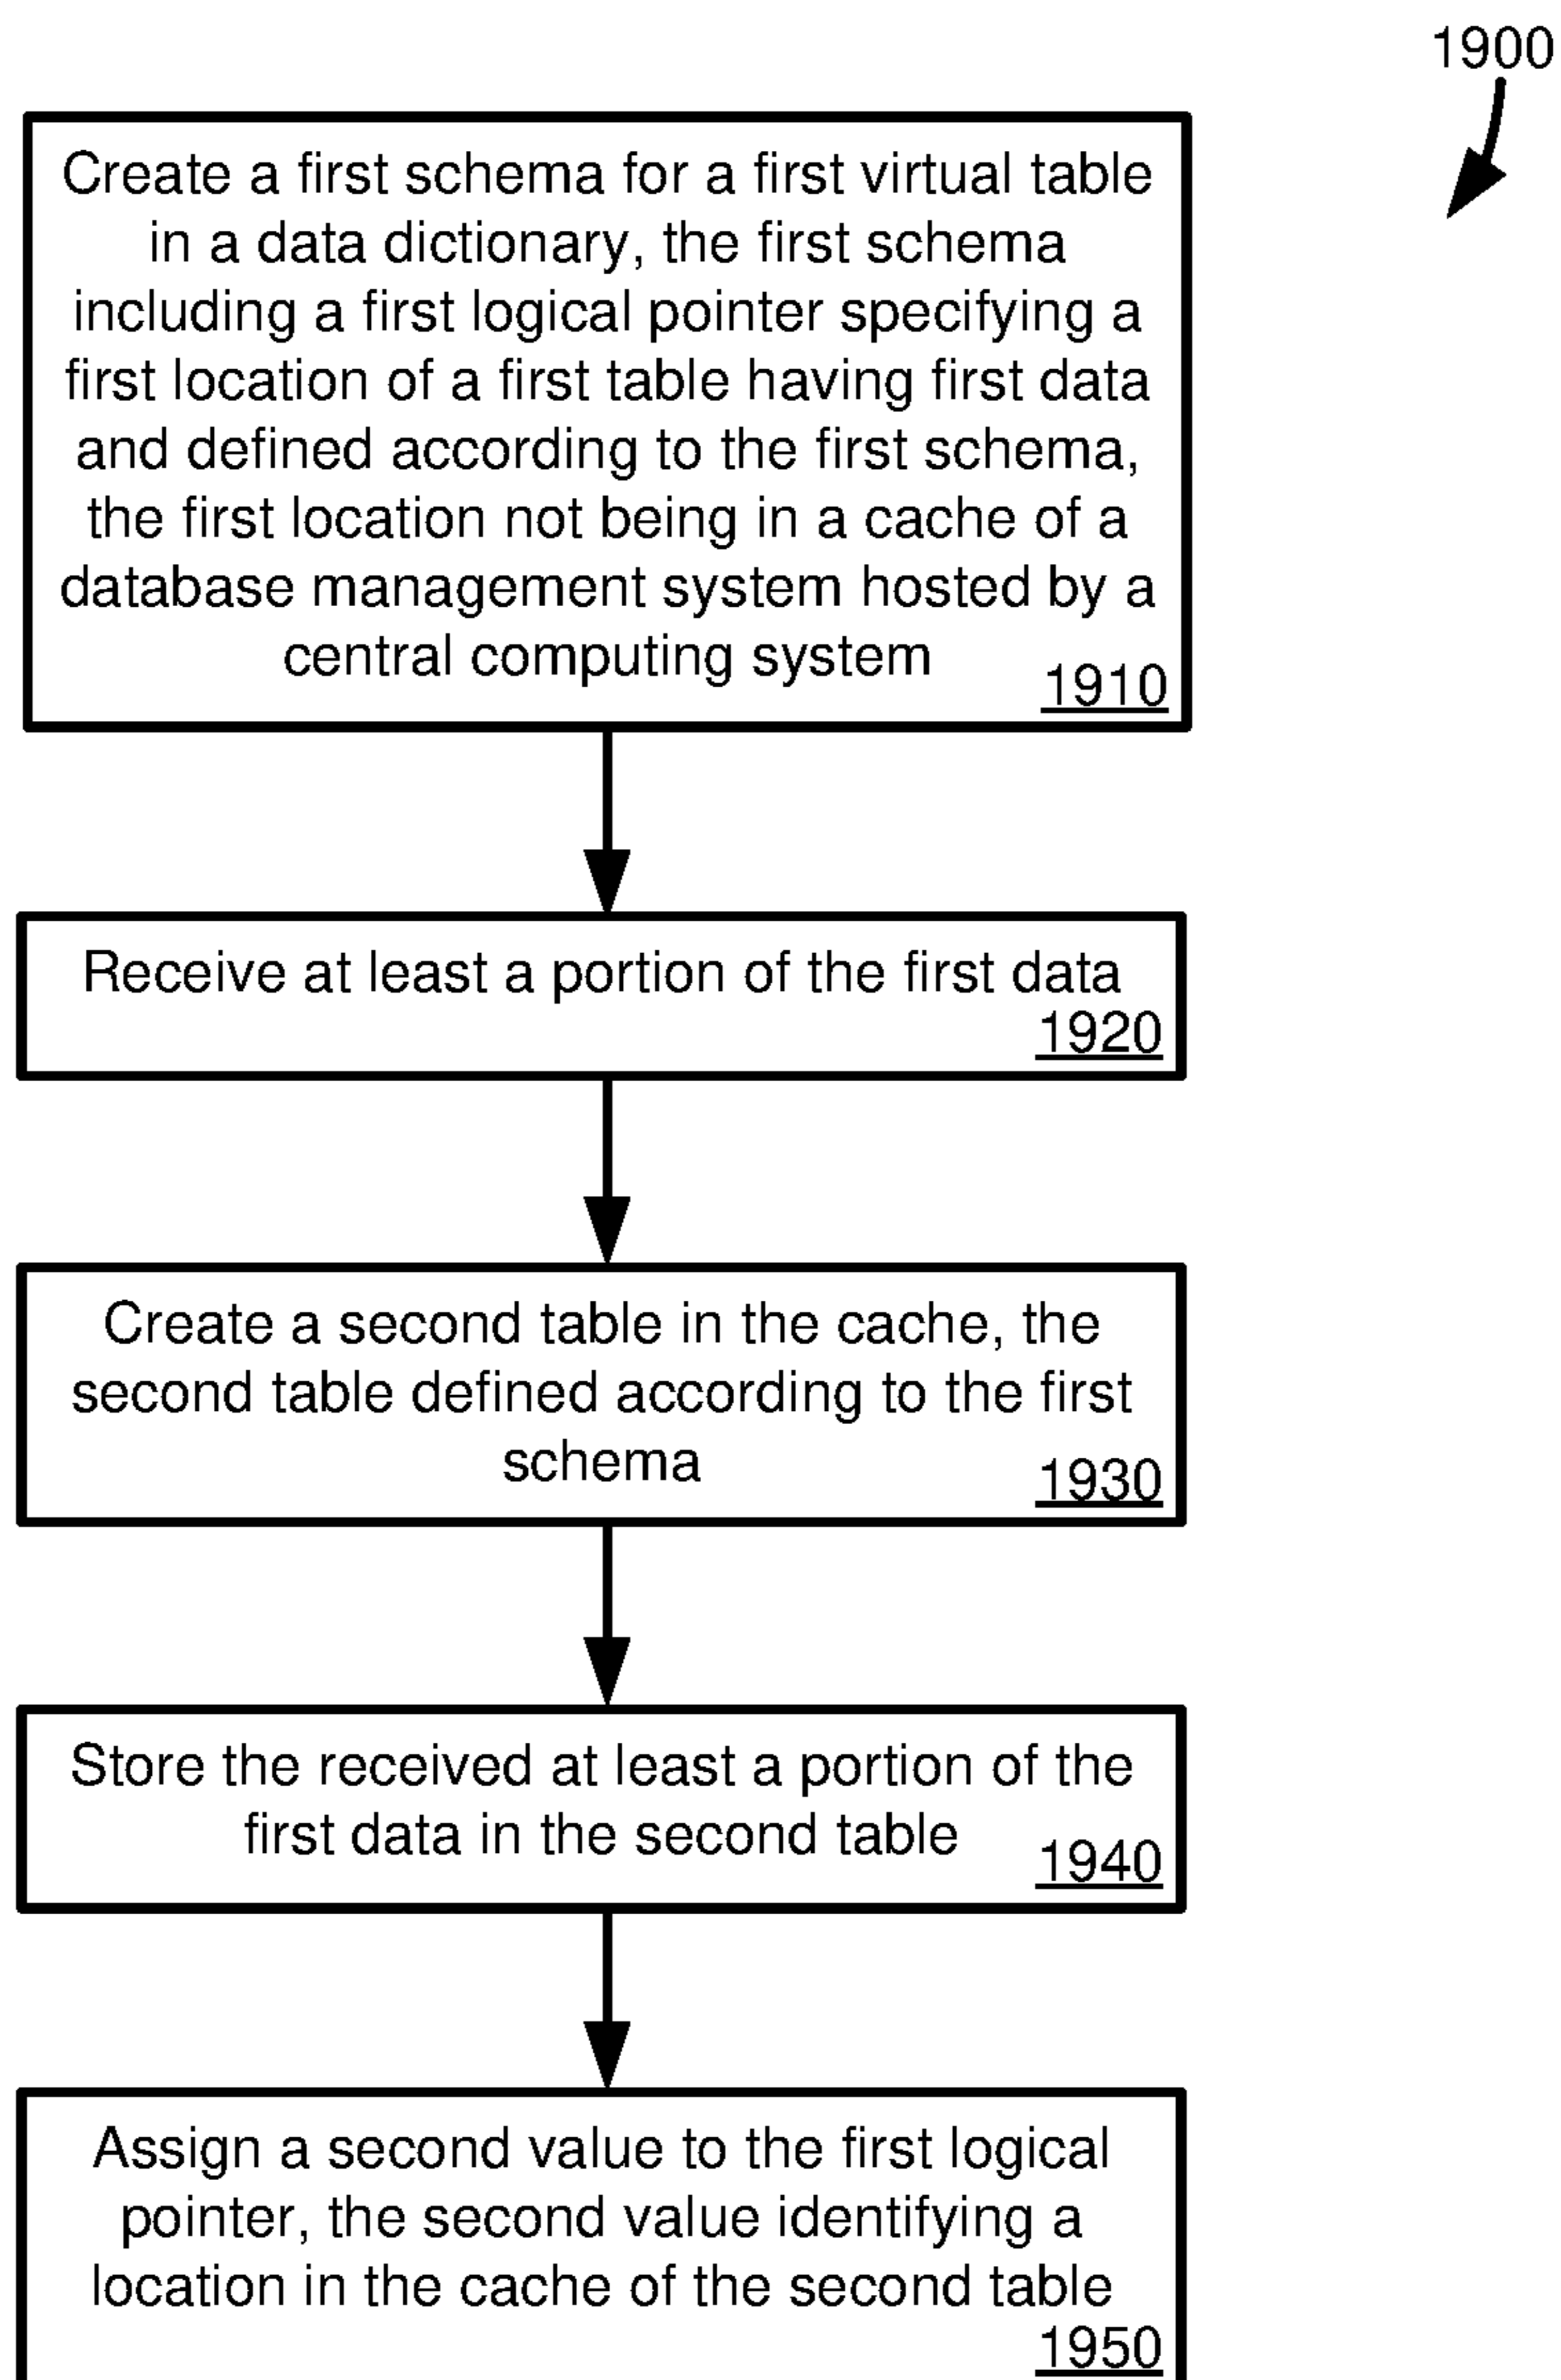 1900
Create a first schema for a first virtual table
in a data dictionary, the first schema
including a first logical pointer specifying a
first location of a first table having first data
and defined according to the first schema,
the first location not being in a cache of a
database management system hosted by a
central computing system
1910
Receive at least a portion of the first data
1920
Create a second table in the cache, the
second table defined according to the first
schema
1930
Store the received at least a portion of the
first data in the second table
1940
Assign a second value to the first logical
pointer, the second value identifying a
location in the cache of the second table
1950